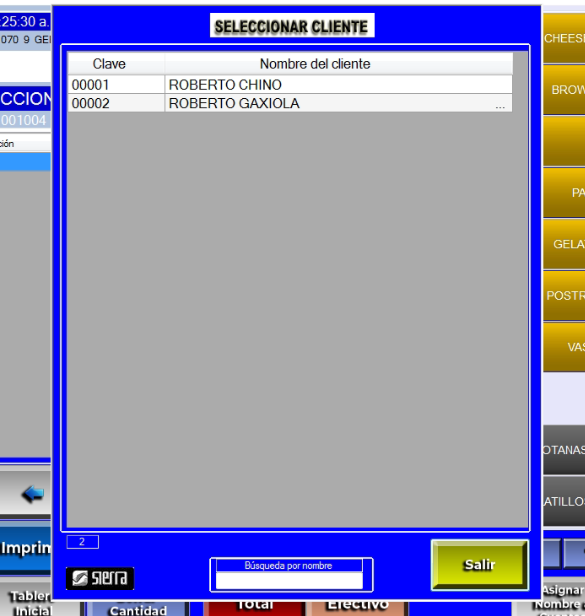 :25:30 a.
070 9 GE
SELECCIONAR CLIENTE
Clave Nombre del cliente
00001 ROBERTO CHINO
00002 ROBERTO GAXIOLA ...
CCION
001004
ción
CHEES
BROW
PA
GELA
POSTR
VAS
OTANAS
ATILLO
2
Imprim
sierra
Búsqueda por nombre
Salir
Tabler
Inicial
Cantidad
Total
Efectivo
Asigna
Nombre